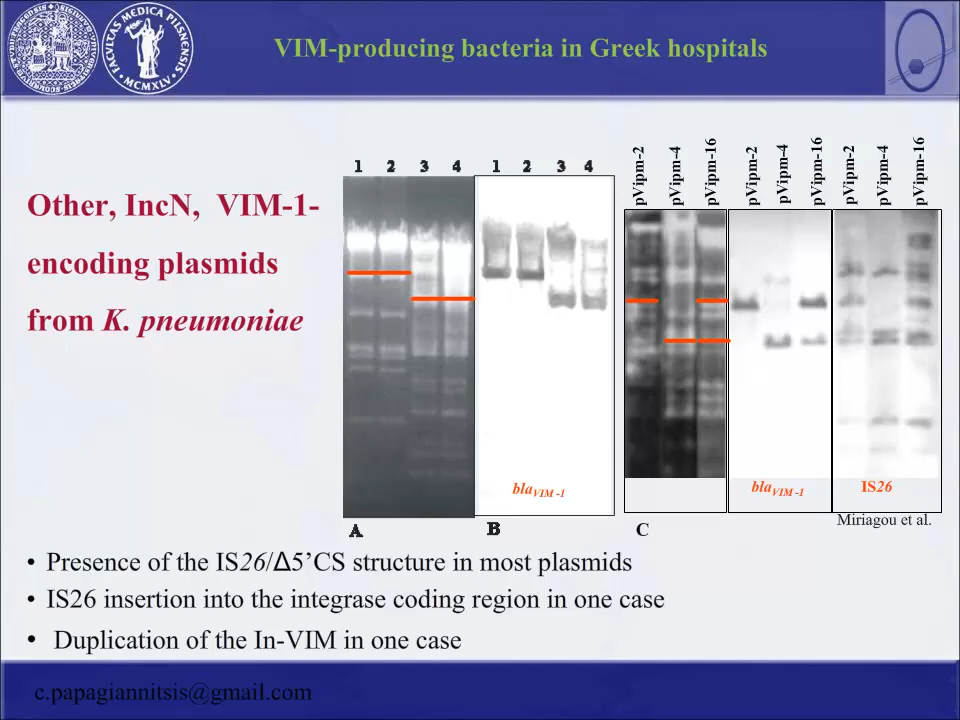 FACVLTAS MEDICA PILSNENSIS
MCMXLV
VIM-producing bacteria in Greek hospitals
Other, IncN, VIM-1-
encoding plasmids
from K. pneumoniae
1 2 3 4 1 2 3 4
pVipm-2 pVipm-4 pVipm-16 pVipm-2 pVipm-4 pVipm-16 pVipm-2 pVipm-4 pVipm-16
blaVIM -1
blaVIM -1
IS26
A B C
Miriagou et al.
• Presence of the IS26/Δ5’CS structure in most plasmids
• IS26 insertion into the integrase coding region in one case
• Duplication of the In-VIM in one case
c.papagiannitsis@gmail.com